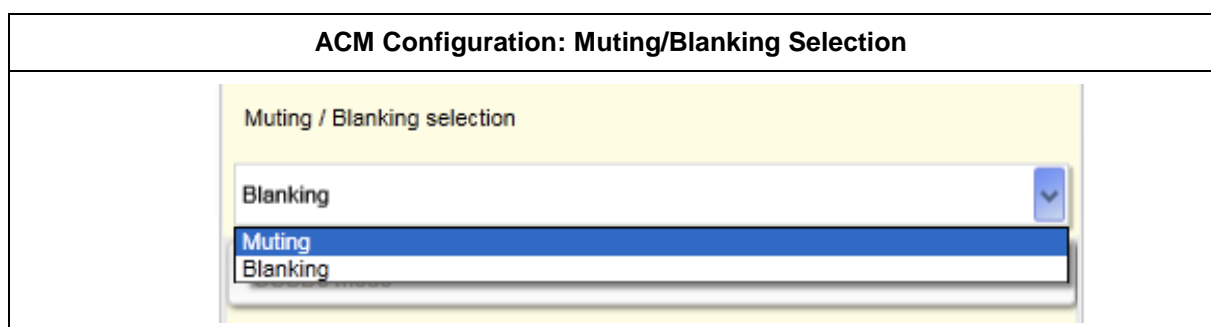 ACM Configuration: Muting/Blanking Selection
Muting / Blanking selection
Blanking
Muting
Blanking